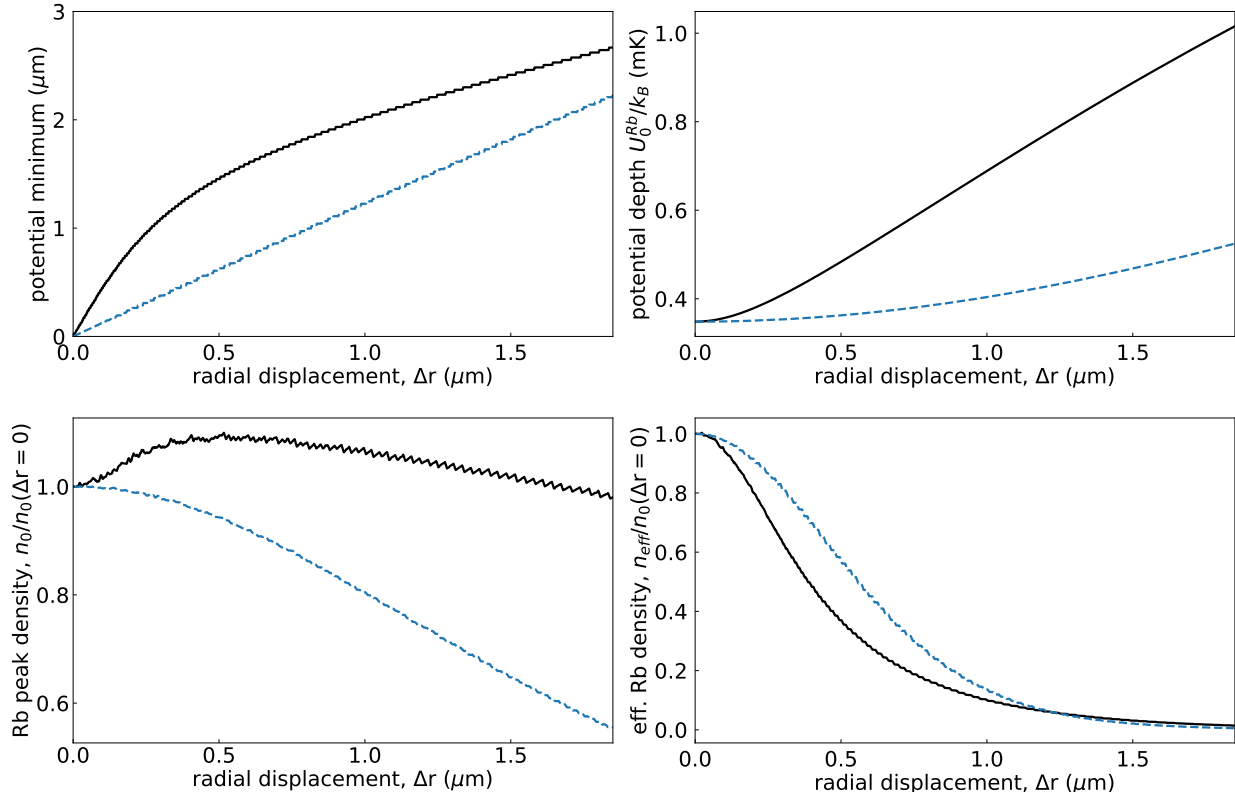 3
2
1
0
potential minimum (μm)
0.0 0.5 1.0 1.5
radial displacement, Δr (μm)
1.0
0.8
0.6
0.4
potential depth U₀ᴿᵇ/k_B (mK)
0.0 0.5 1.0 1.5
radial displacement, Δr (μm)
1.0
0.8
0.6
Rb peak density, n₀/n₀(Δr = 0)
0.0 0.5 1.0 1.5
radial displacement, Δr (μm)
1.0
0.8
0.6
0.4
0.2
0.0
eff. Rb density, n_eff/n₀(Δr = 0)
0.0 0.5 1.0 1.5
radial displacement, Δr (μm)